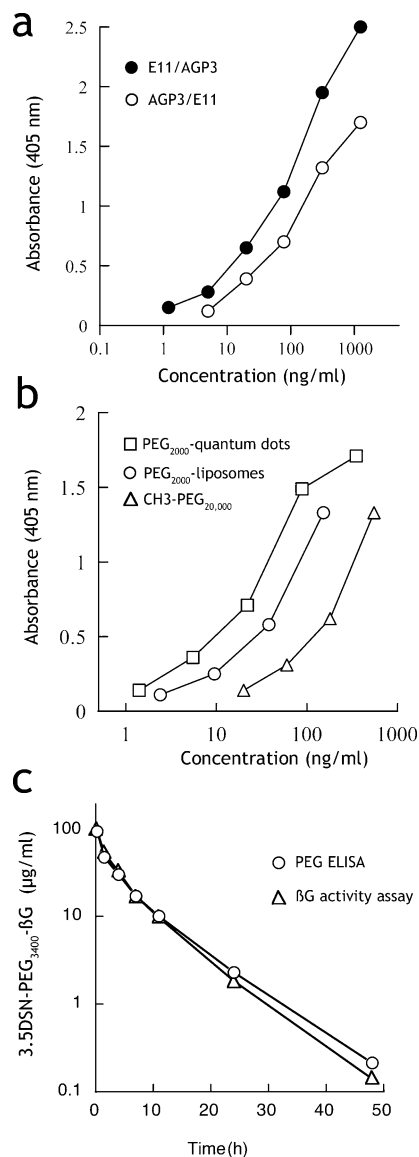 a
2.5
2
1.5
1
0.5
0
Absorbance (405 nm)
E11/AGP3
AGP3/E11
0.1 1 10 100 1000
Concentration (ng/ml)
b
2
1.5
1
0.5
0
Absorbance (405 nm)
PEG2000-quantum dots
PEG2000-liposomes
CH3-PEG20,000
1 10 100 1000
Concentration (ng/ml)
c
100
10
1
0.1
3.5DSN-PEG3400-ßG (µg/ml)
PEG ELISA
ßG activity assay
0 10 20 30 40 50
Time(h)